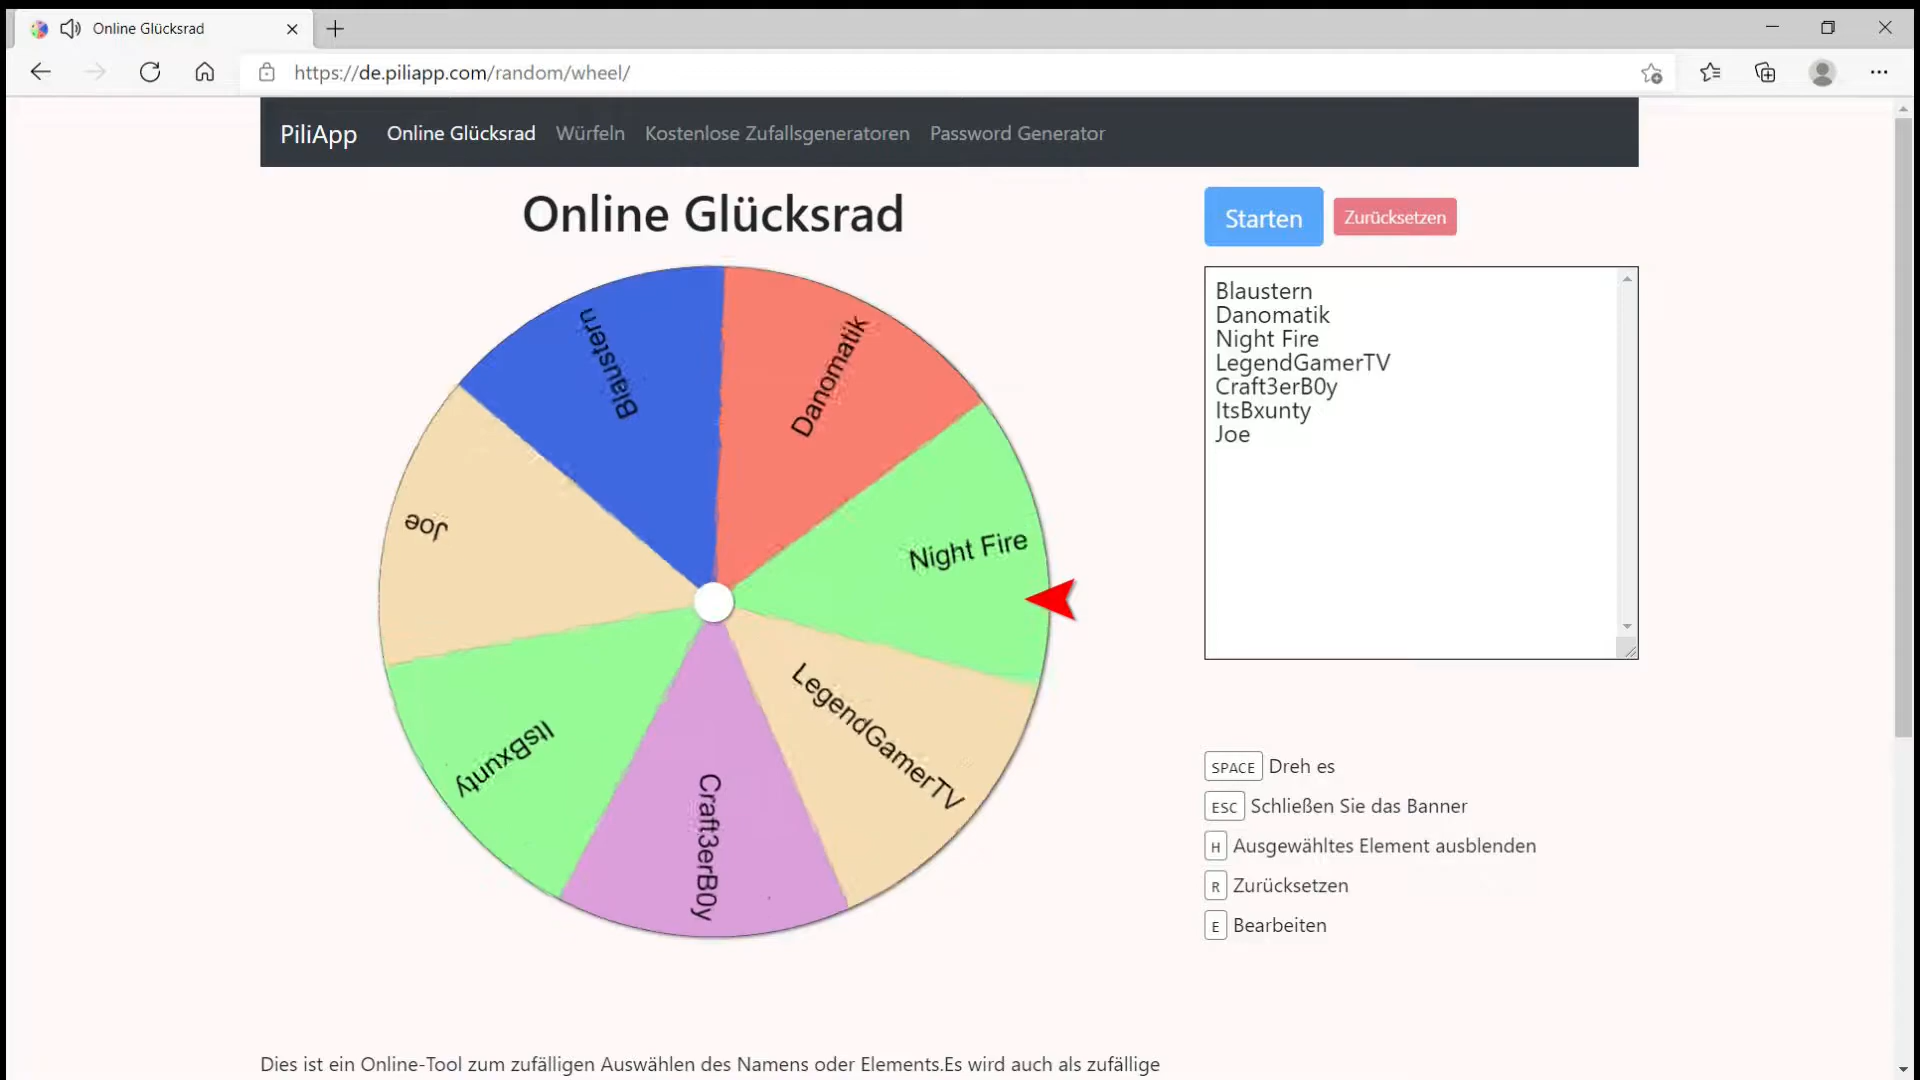 Online Glücksrad
https://de.piliapp.com/random/wheel/
PiliApp Online Glücksrad Würfeln Kostenlose Zufallsgeneratoren Password Generator
Online Glücksrad
Starten Zurücksetzen
Blaustern
Danomatik
Night Fire
LegendGamerTV
Craft3erB0y
ItsBxunty
Joe
Blaustern
Danomatik
Night Fire
LegendGamerTV
Craft3erB0y
ItsBxunty
Joe
SPACE Dreh es
ESC Schließen Sie das Banner
H Ausgewähltes Element ausblenden
R Zurücksetzen
E Bearbeiten
Dies ist ein Online-Tool zum zufälligen Auswählen des Namens oder Elements.Es wird auch als zufällige